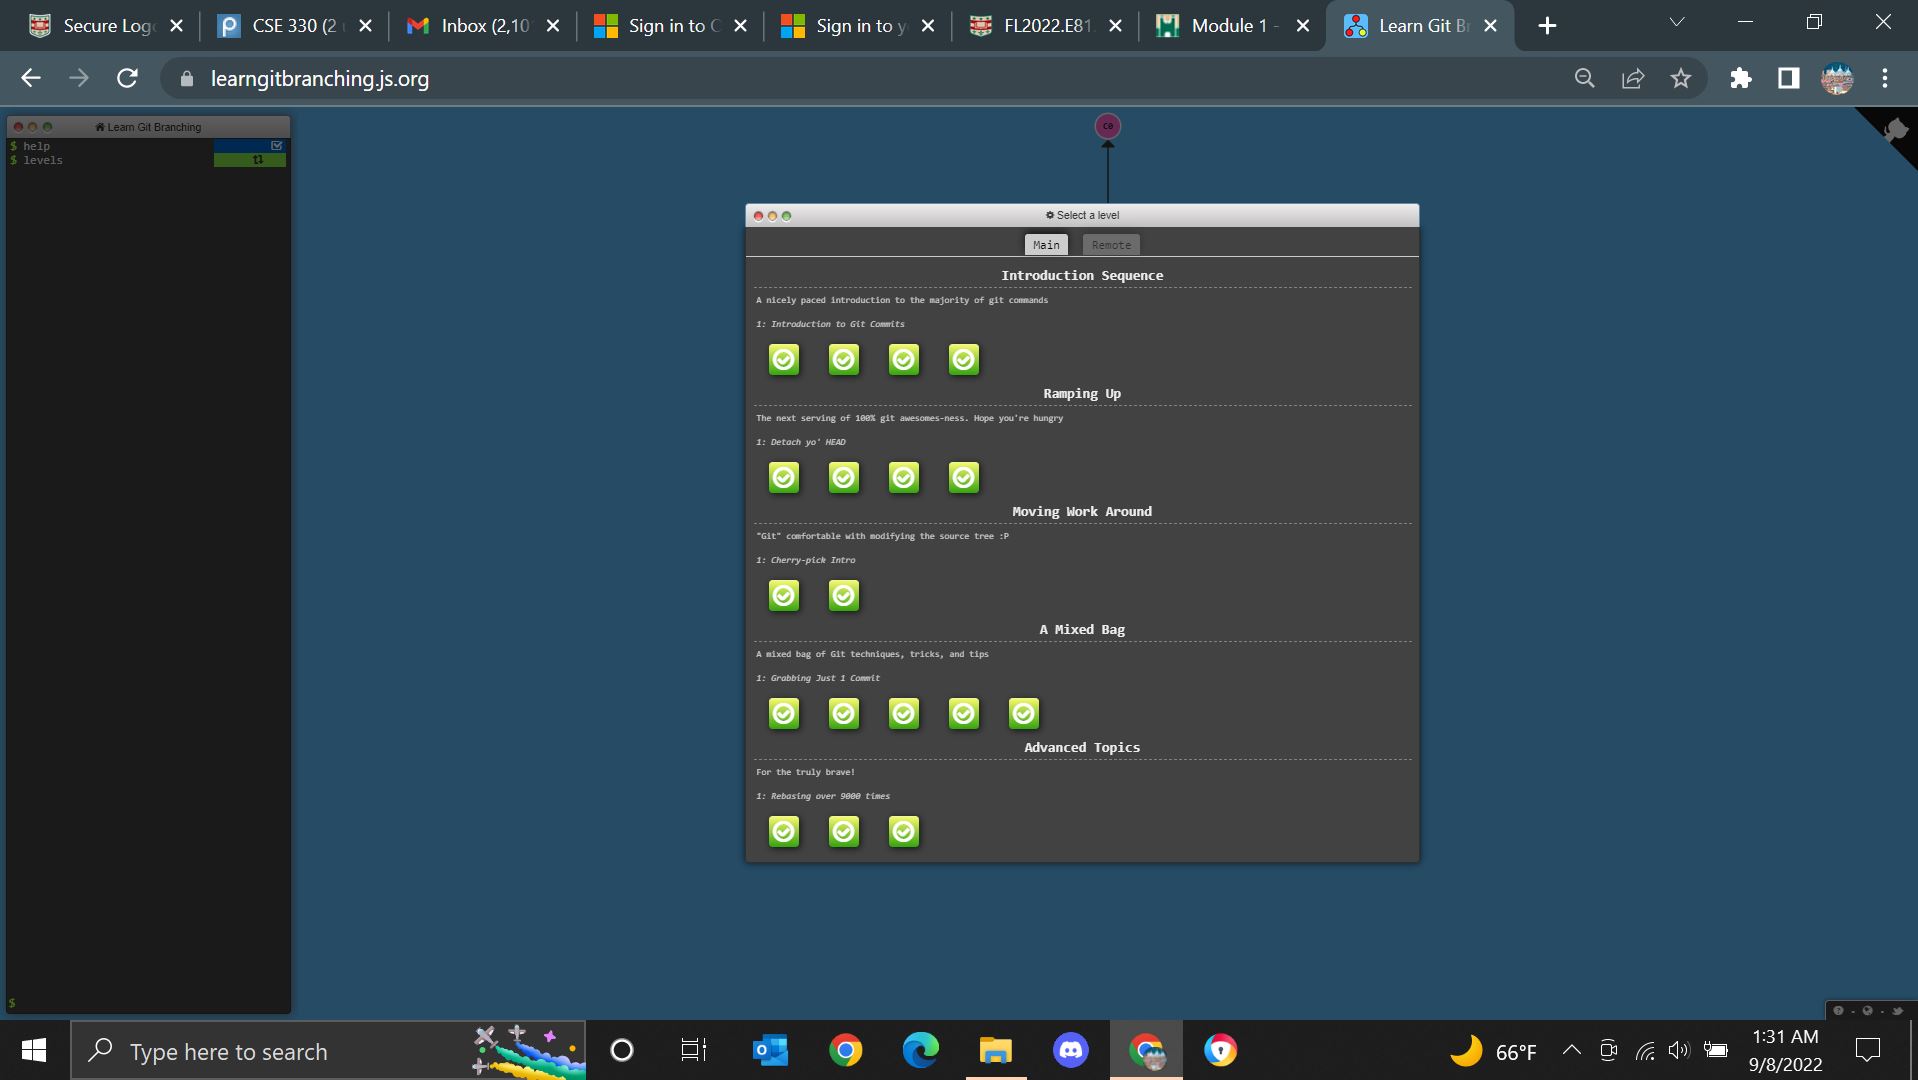 Secure Log
CSE 330 (2 u
Inbox (2,10
Sign in to O
Sign in to y
FL2022.E81
Module 1 -
Learn Git Br
learngitbranching.js.org
Learn Git Branching
$ help
$ levels
$
C0
Select a level
Main
Remote
Introduction Sequence
A nicely paced introduction to the majority of git commands
1: Introduction to Git Commits
Ramping Up
The next serving of 100% git awesomes-ness. Hope you're hungry
1: Detach yo' HEAD
Moving Work Around
"Git" comfortable with modifying the source tree :P
1: Cherry-pick Intro
A Mixed Bag
A mixed bag of Git techniques, tricks, and tips
1: Grabbing Just 1 Commit
Advanced Topics
For the truly brave!
1: Rebasing over 9000 times
Type here to search
66°F
1:31 AM
9/8/2022